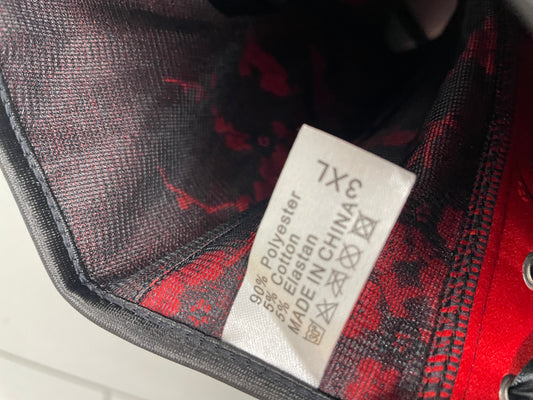 3XL
90% Polyester
5% Cotton
5% Elastan
MADE IN CHINA